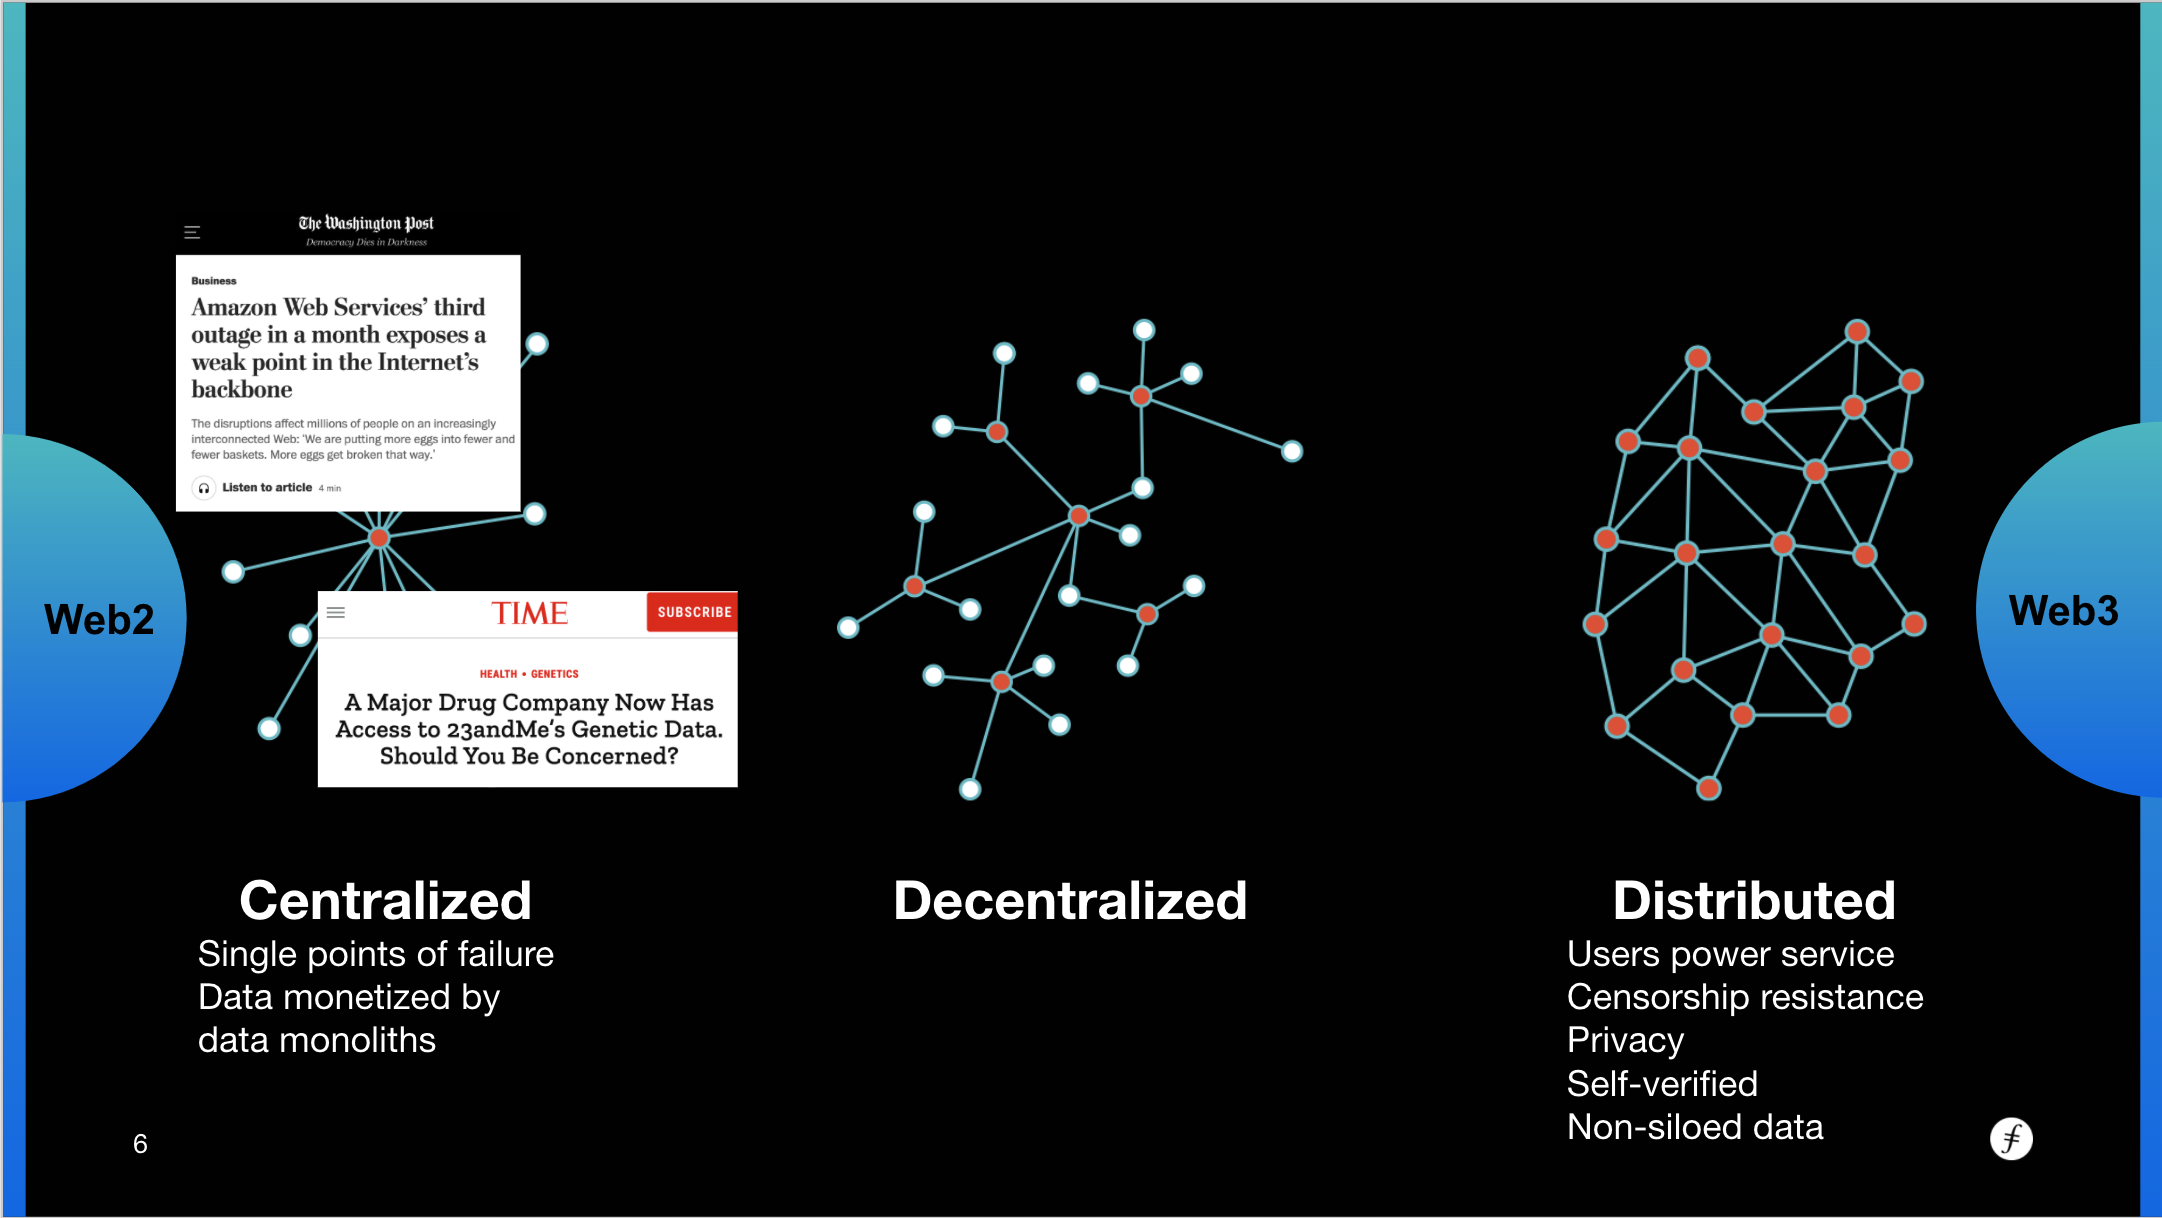 The Washington Post
Democracy Dies in Darkness
Business
Amazon Web Services’ third
outage in a month exposes a
weak point in the Internet’s
backbone
The disruptions affect millions of people on an increasingly
interconnected Web: ‘We are putting more eggs into fewer and
fewer baskets. More eggs get broken that way.’
Listen to article 4 min
Web2
TIME
SUBSCRIBE
HEALTH • GENETICS
A Major Drug Company Now Has
Access to 23andMe’s Genetic Data.
Should You Be Concerned?
Web3
Centralized
Single points of failure
Data monetized by
data monoliths
Decentralized
Distributed
Users power service
Censorship resistance
Privacy
Self-verified
Non-siloed data
6